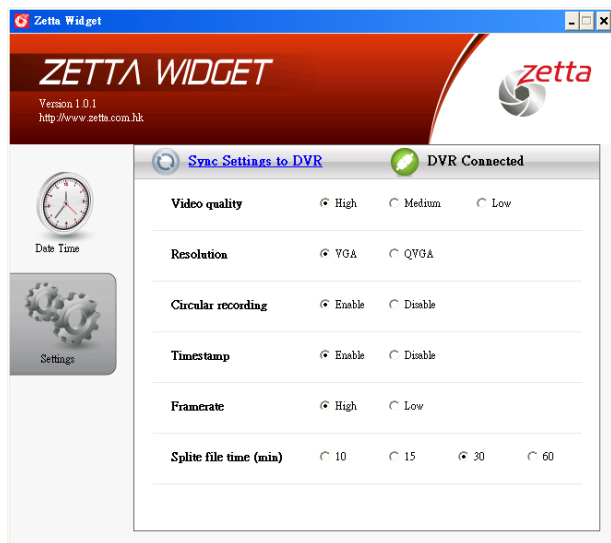 Zetta Widget
ZETTA WIDGET
Version 1.0.1
http://www.zetta.com.hk
zetta
Sync Settings to DVR DVR Connected
Date Time
Settings
Video quality High Medium Low
Resolution VGA QVGA
Circular recording Enable Disable
Timestamp Enable Disable
Framerate High Low
Splite file time (min) 10 15 30 60